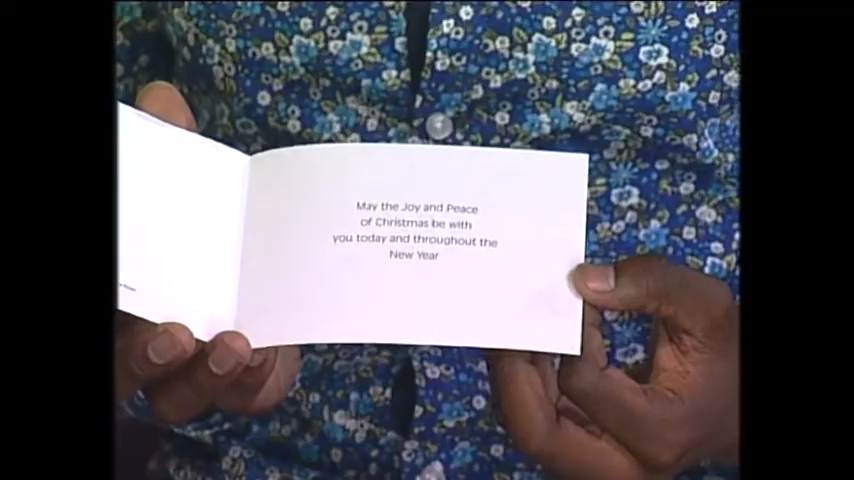 May the Joy and Peace
of Christmas be with
you today and throughout the
New Year